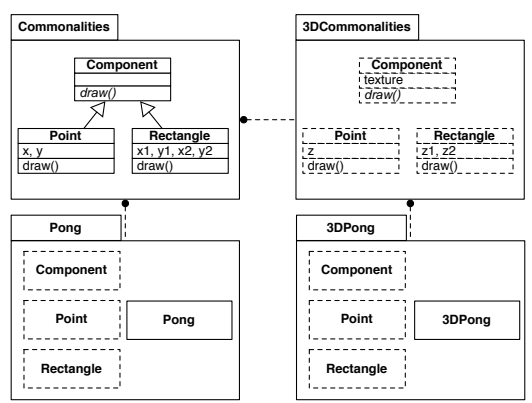 Commonalities
Component
draw()
Point
x, y
draw()
Rectangle
x1, y1, x2, y2
draw()
3DCommonalities
Component
texture
draw()
Point
z
draw()
Rectangle
z1, z2
draw()
Pong
Component
Point
Pong
Rectangle
3DPong
Component
Point
3DPong
Rectangle